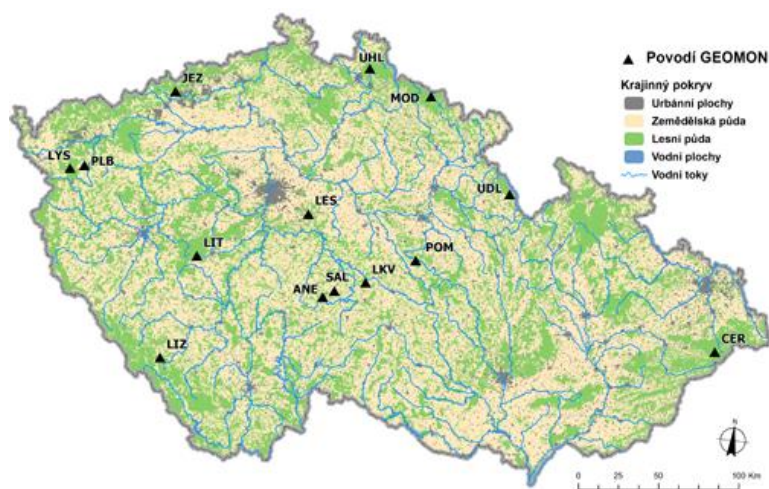 UHL
JEZ
MOD
LYS
PLB
UDL
LES
LIT
POM
LKV
SAL
ANE
LIZ
CER
Povodí GEOMON
Krajinný pokryv
Urbánní plochy
Zemědělská půda
Lesní půda
Vodní plochy
Vodní toky
N
0 25 50 100 Km